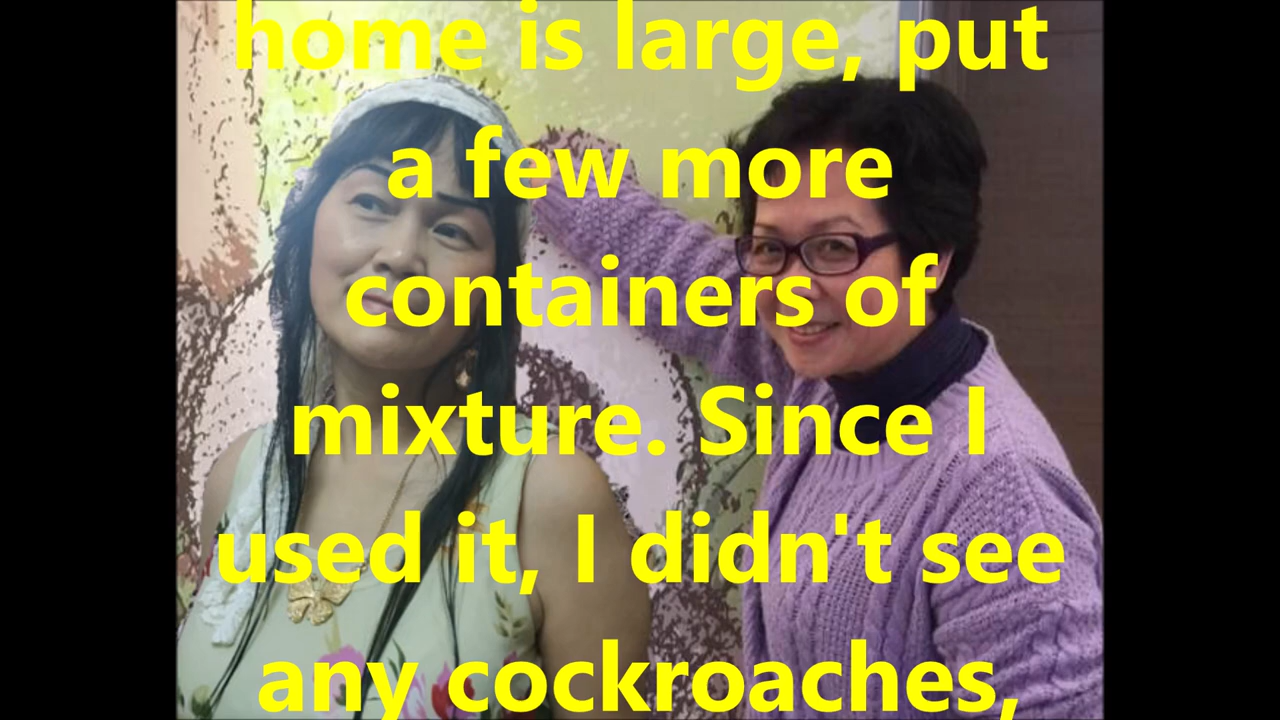 home is large, put
a few more
containers of
mixture. Since I
used it, I didn't see
any cockroaches,